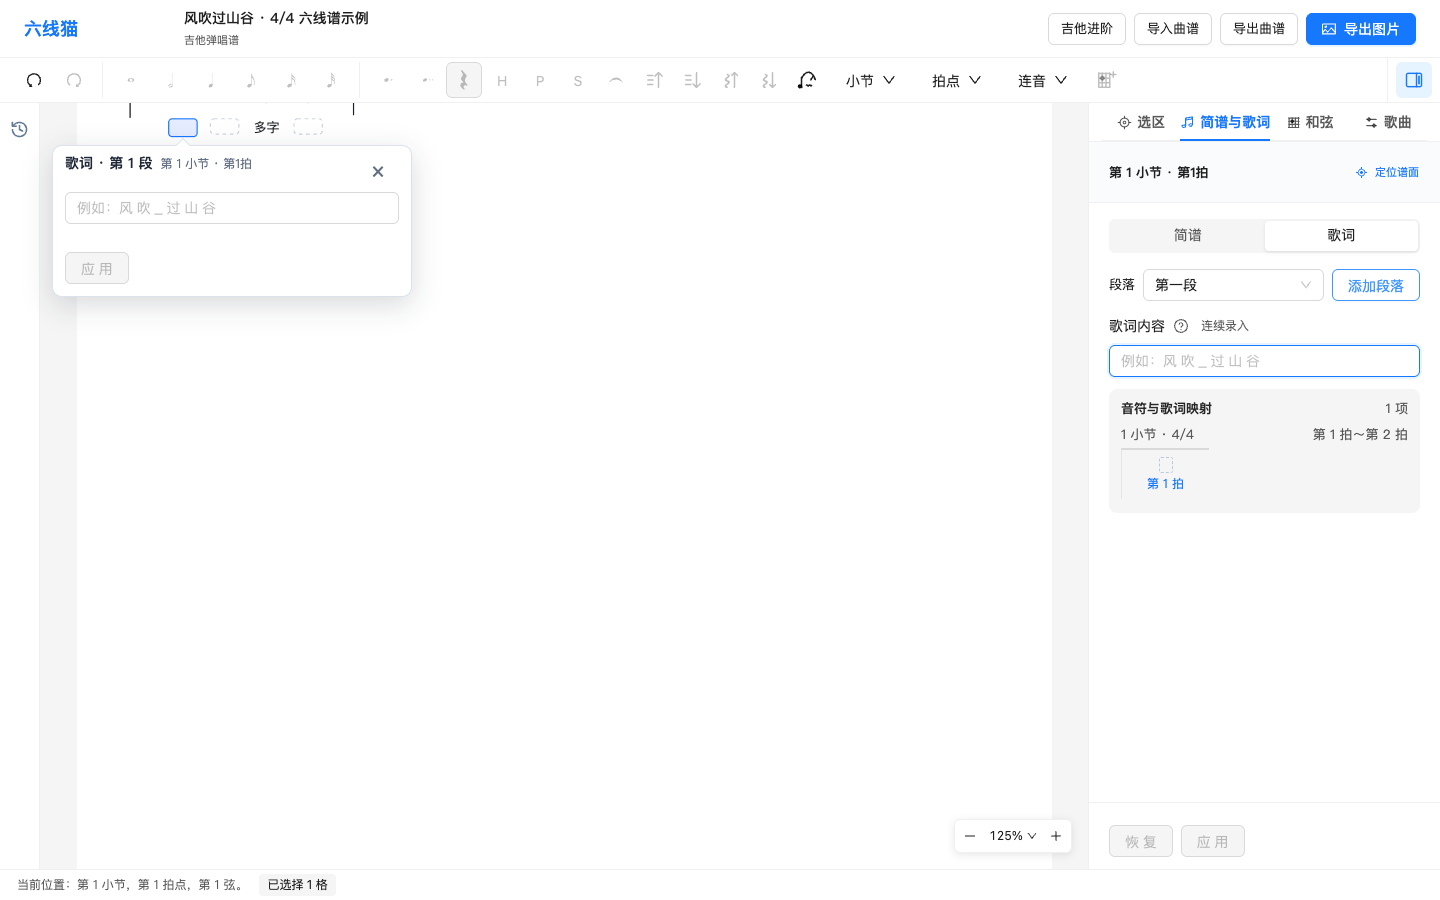 六线猫
风吹过山谷 · 4/4 六线谱示例
吉他弹唱谱
吉他进阶
导入曲谱
导出曲谱
导出图片
H
P
S
小节
拍点
连音
多字
歌词 · 第 1 段 第 1 小节 · 第1拍
例如：风 吹 _ 过 山 谷
应 用
选区
简谱与歌词
和弦
歌曲
第 1 小节 · 第1拍
定位谱面
简谱
歌词
段落
第一段
添加段落
歌词内容
连续录入
例如：风 吹 _ 过 山 谷
音符与歌词映射
1 项
1 小节 · 4/4
第 1 拍～第 2 拍
第 1 拍
恢 复
应 用
125%
当前位置：第 1 小节，第 1 拍点，第 1 弦。
已选择 1 格